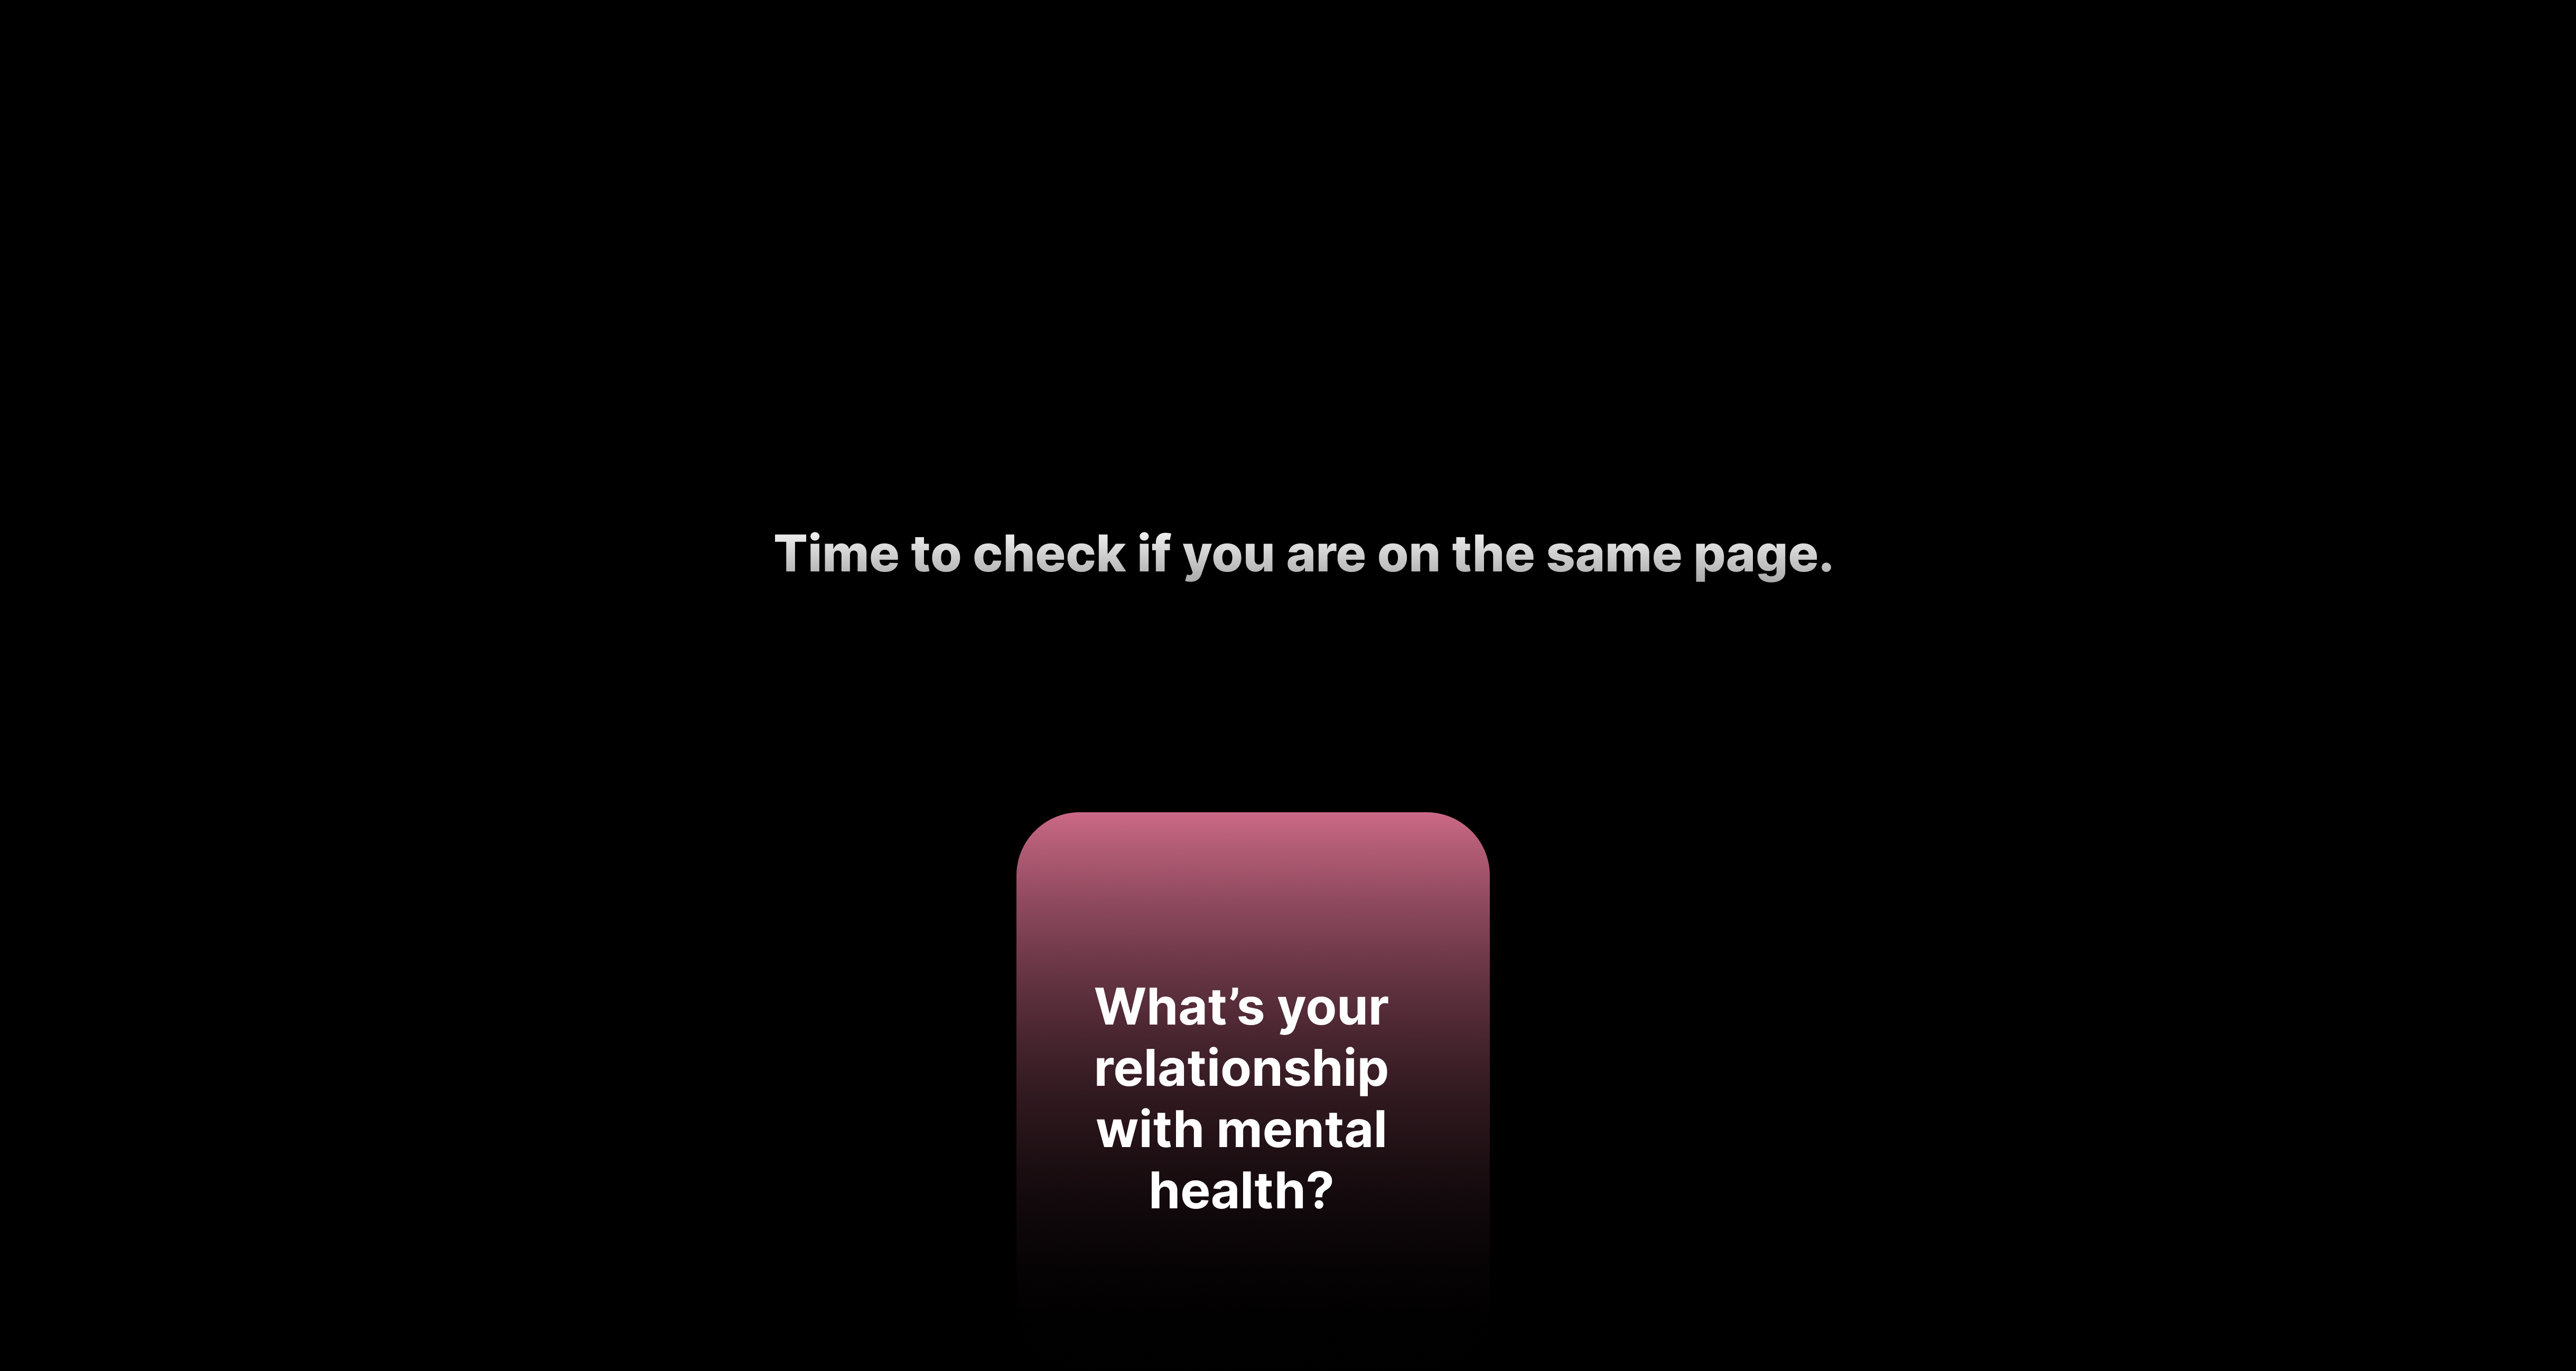 Time to check if you are on the same page.
What’s your
relationship
with mental
health?